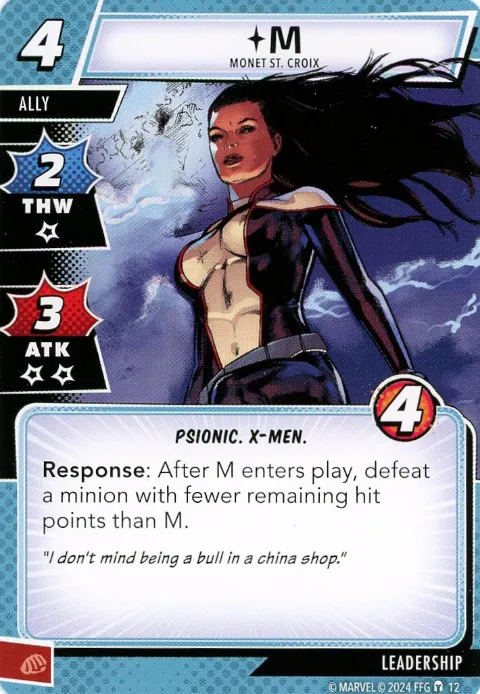 4
M
MONET ST. CROIX
ALLY
2
THW
3
ATK
4
PSIONIC. X-MEN.
Response: After M enters play, defeat
a minion with fewer remaining hit
points than M.
"I don't mind being a bull in a china shop."
LEADERSHIP
© MARVEL © 2024 FFG 12